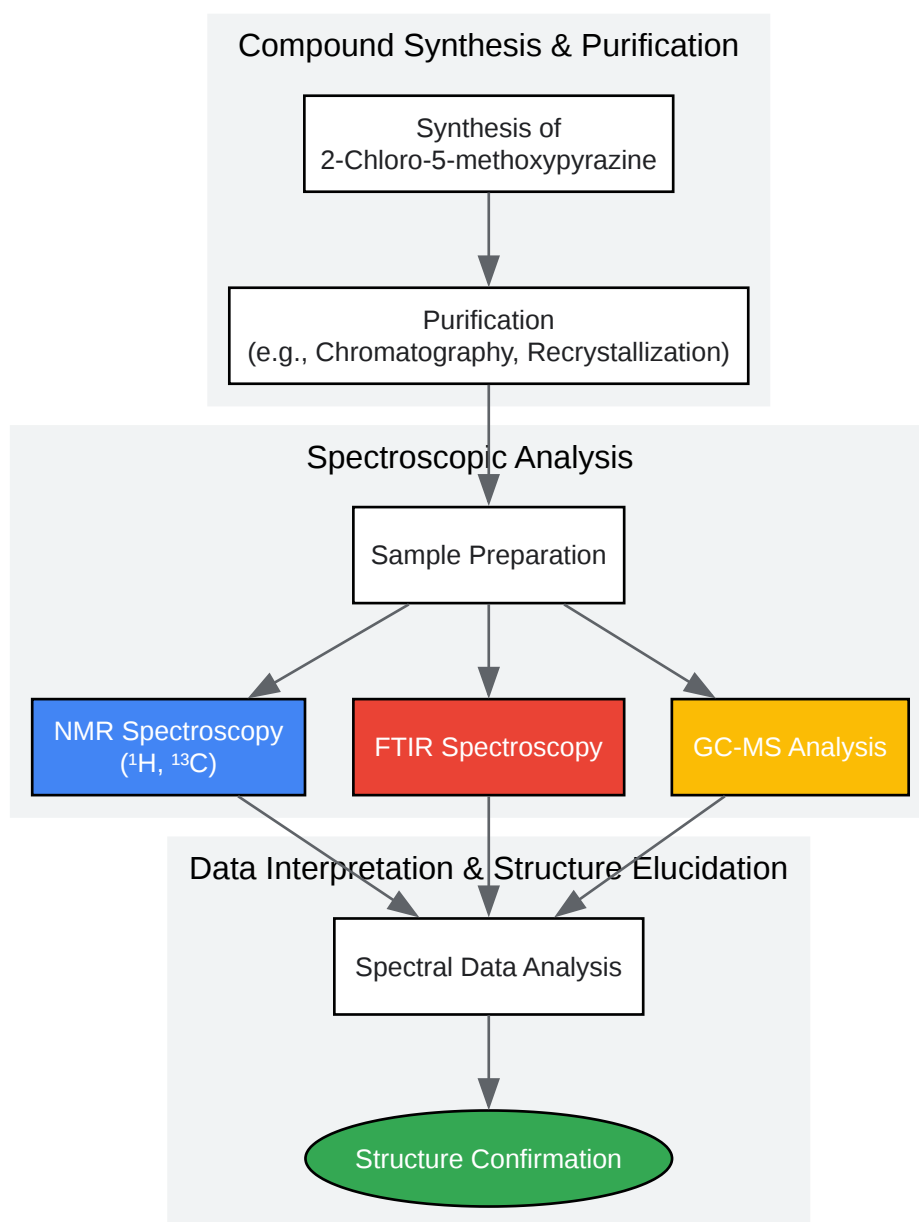 Compound Synthesis & Purification
Synthesis of
2-Chloro-5-methoxypyrazine
Purification
(e.g., Chromatography, Recrystallization)
Spectroscopic Analysis
Sample Preparation
NMR Spectroscopy
(¹H, ¹³C)
FTIR Spectroscopy
GC-MS Analysis
Data Interpretation & Structure Elucidation
Spectral Data Analysis
Structure Confirmation